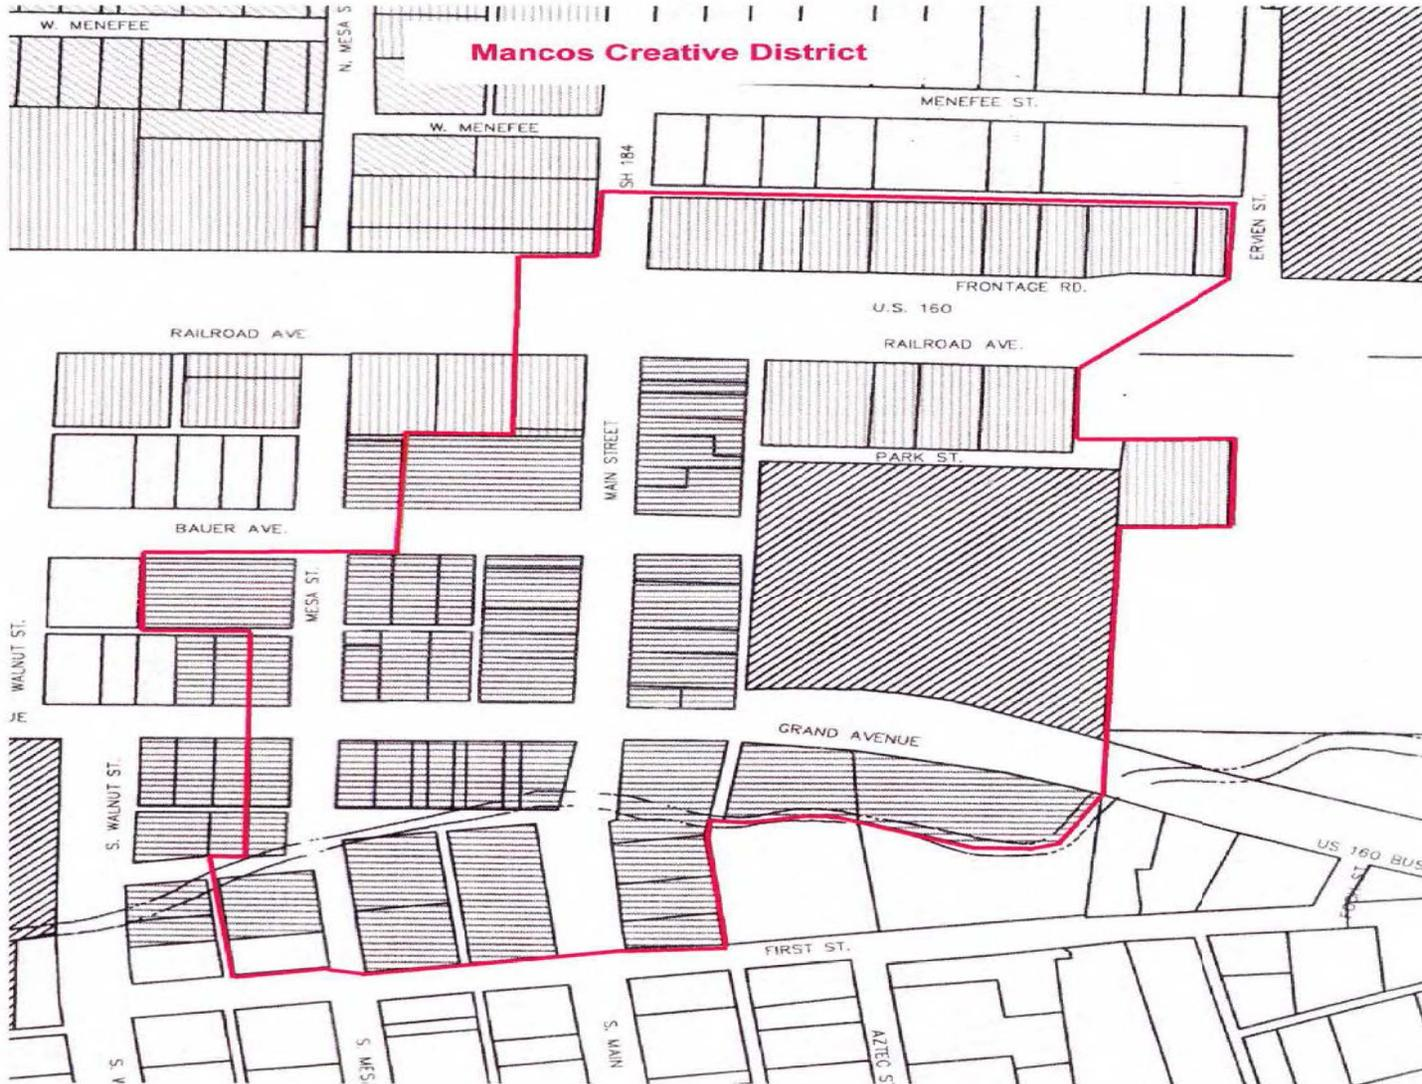 W. MENEFEE
N. MESA S
Mancos Creative District
MENEFEE ST.
W. MENEFEE
SH 184
ERVIEN ST.
FRONTAGE RD.
U.S. 160
RAILROAD AVE
RAILROAD AVE.
MAIN STREET
PARK ST.
BAUER AVE.
MESA ST.
WALNUT ST.
UE
GRAND AVENUE
S. WALNUT ST.
US 160 BUS
FIRST ST.
S. MAIN
S. MES
AZTEC S